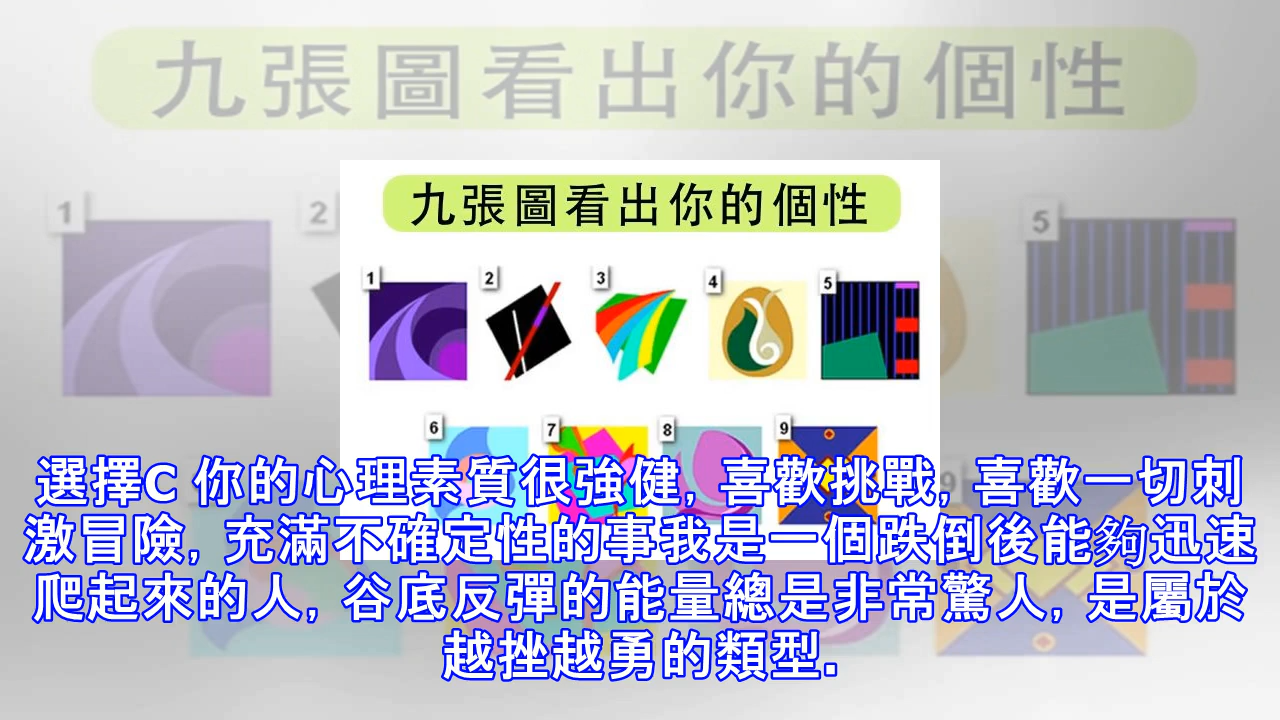 九張圖看出你的個性
1
2
5
九張圖看出你的個性
1
2
3
4
5
6
7
8
9
9
選擇C 你的心理素質很強健, 喜歡挑戰, 喜歡一切刺
激冒險, 充滿不確定性的事我是一個跌倒後能夠迅速
爬起來的人, 谷底反彈的能量總是非常驚人, 是屬於
越挫越勇的類型.